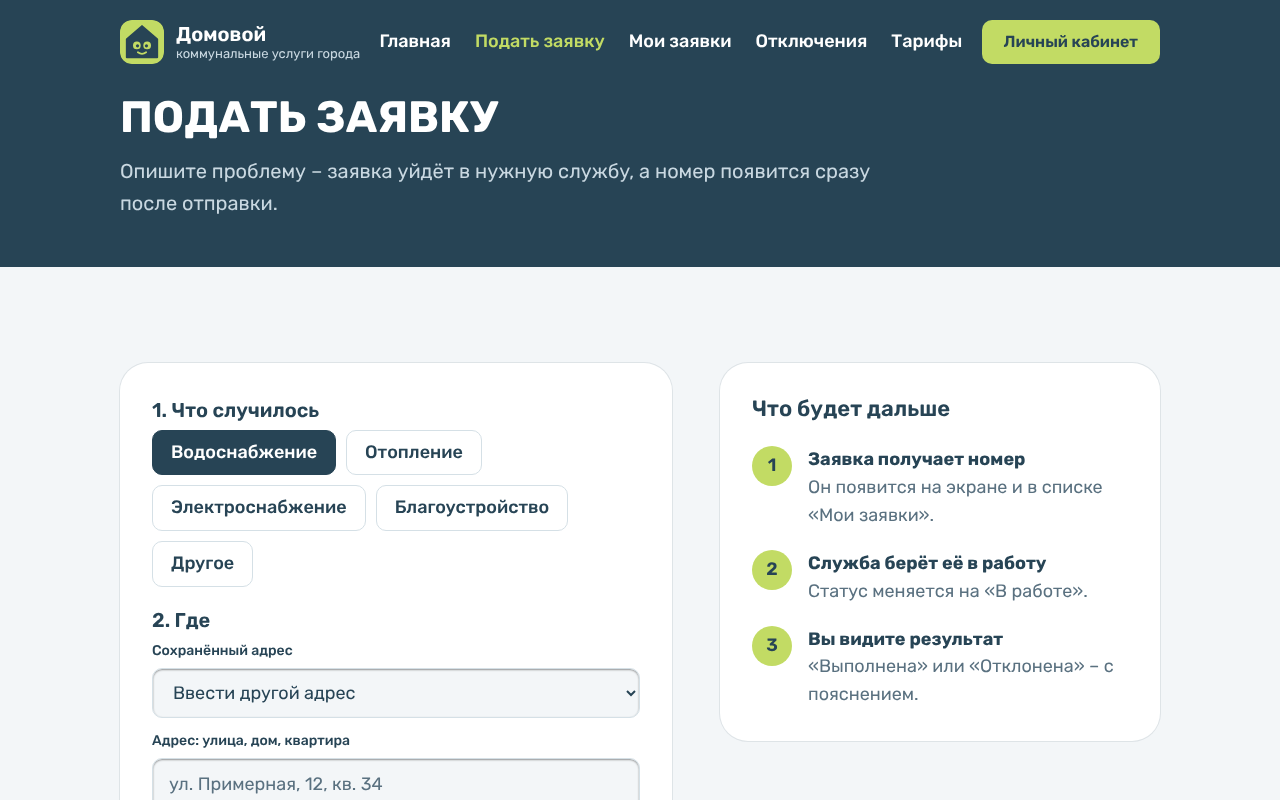 Домовой
коммунальные услуги города
Главная
Подать заявку
Мои заявки
Отключения
Тарифы
Личный кабинет
ПОДАТЬ ЗАЯВКУ
Опишите проблему – заявка уйдёт в нужную службу, а номер появится сразу
после отправки.
1. Что случилось
Водоснабжение
Отопление
Электроснабжение
Благоустройство
Другое
2. Где
Сохранённый адрес
Ввести другой адрес
Адрес: улица, дом, квартира
ул. Примерная, 12, кв. 34
Что будет дальше
1
Заявка получает номер
Он появится на экране и в списке
«Мои заявки».
2
Служба берёт её в работу
Статус меняется на «В работе».
3
Вы видите результат
«Выполнена» или «Отклонена» – с
пояснением.